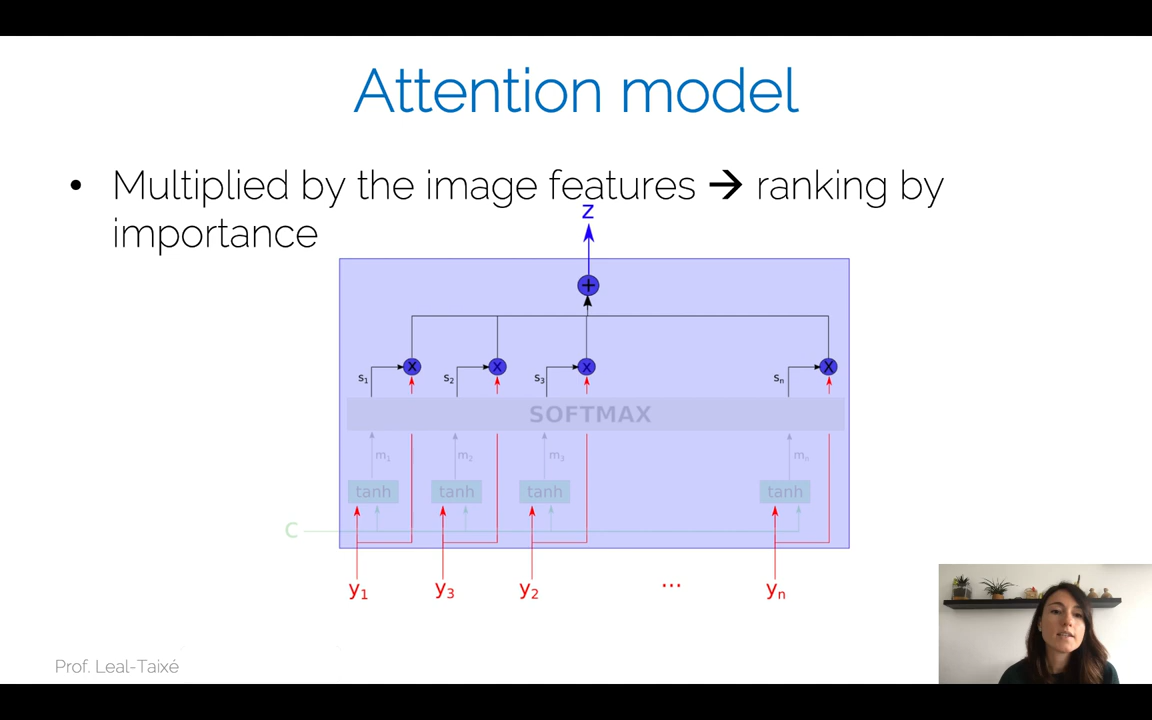 Attention model
• Multiplied by the image features → ranking by
importance
z
+
x x x x
s₁ s₂ s₃ sₙ
SOFTMAX
m₁ m₂ m₃ mₙ
tanh tanh tanh tanh
c
y₁ y₃ y₂ ... yₙ
Prof. Leal-Taixé